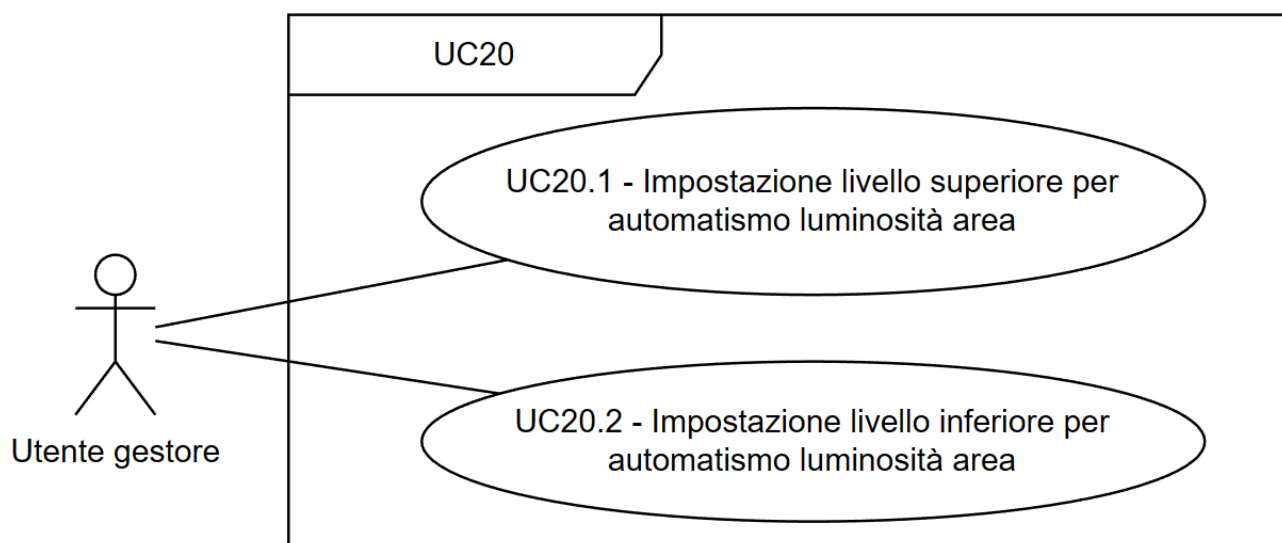 UC20
UC20.1 - Impostazione livello superiore per
automatismo luminosità area
UC20.2 - Impostazione livello inferiore per
automatismo luminosità area
Utente gestore